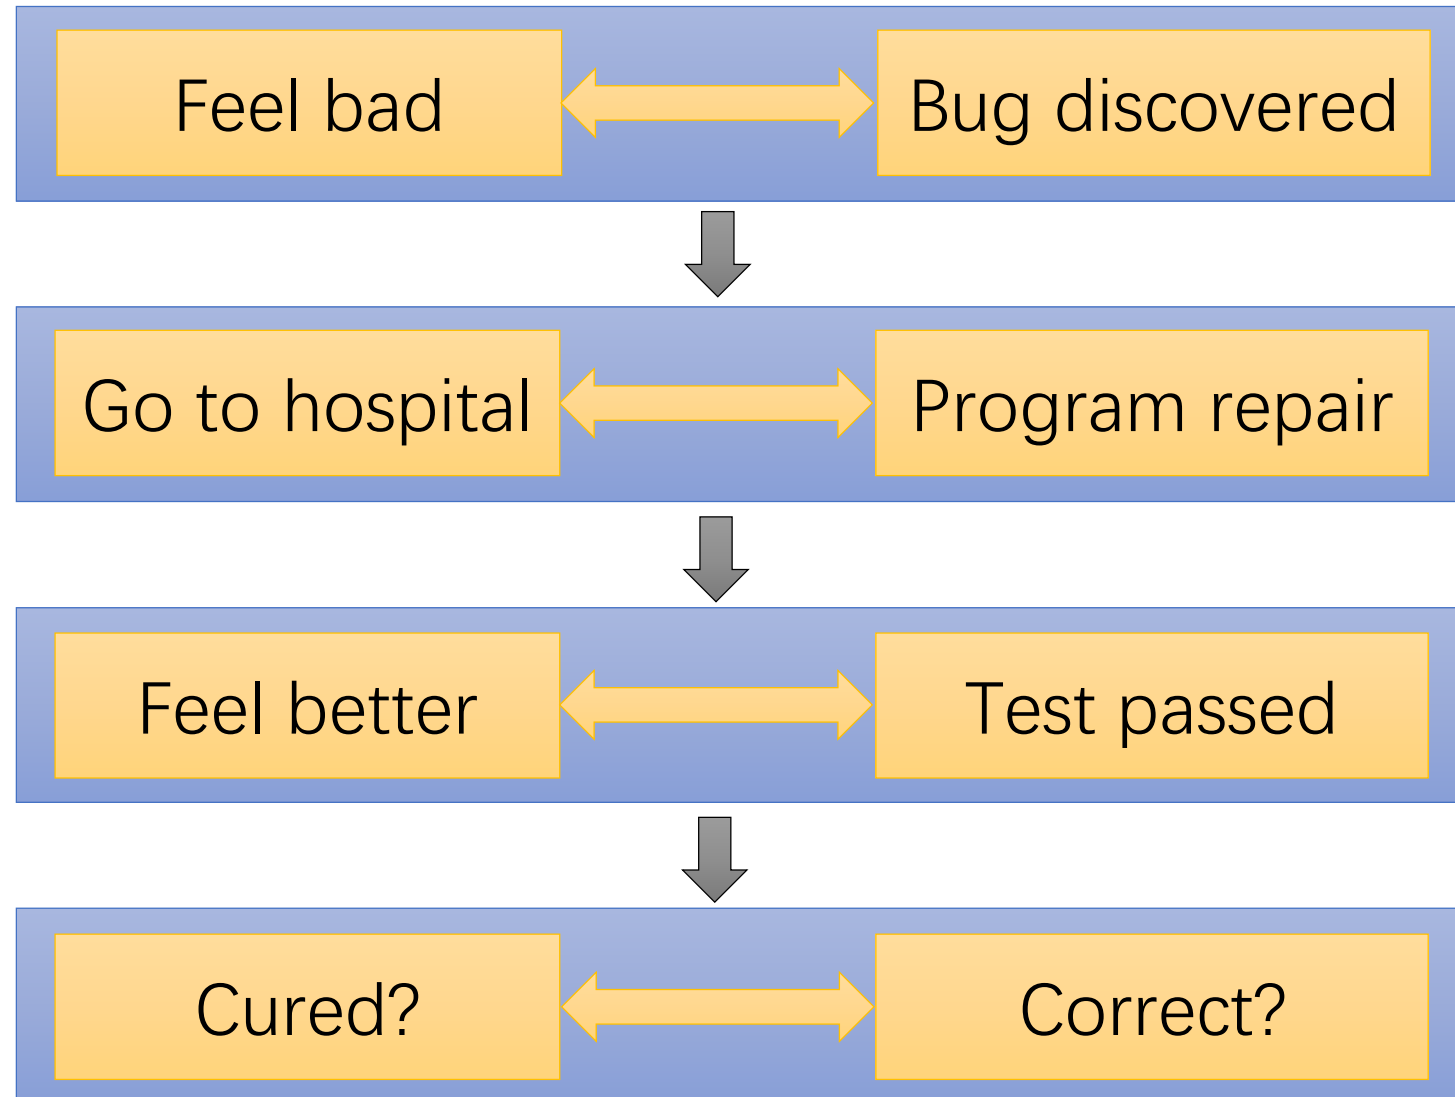 Feel bad
Bug discovered
Go to hospital
Program repair
Feel better
Test passed
Cured?
Correct?